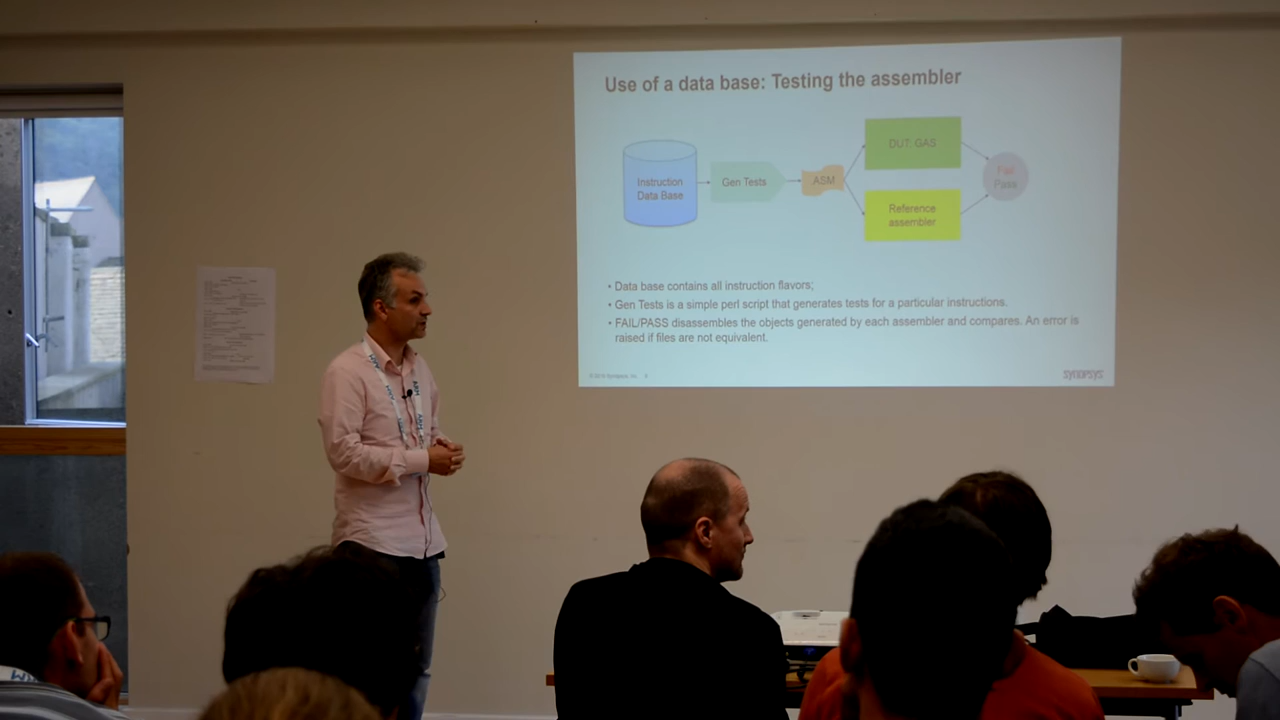 Use of a data base: Testing the assembler
Instruction
Data Base
Gen Tests
ASM
DUT: GAS
Reference
assembler
Fail
Pass
• Data base contains all instruction flavors;
• Gen Tests is a simple perl script that generates tests for a particular instructions.
• FAIL/PASS disassembles the objects generated by each assembler and compares. An error is
raised if files are not equivalent.
Synopsys, Inc.
SYNOPSYS